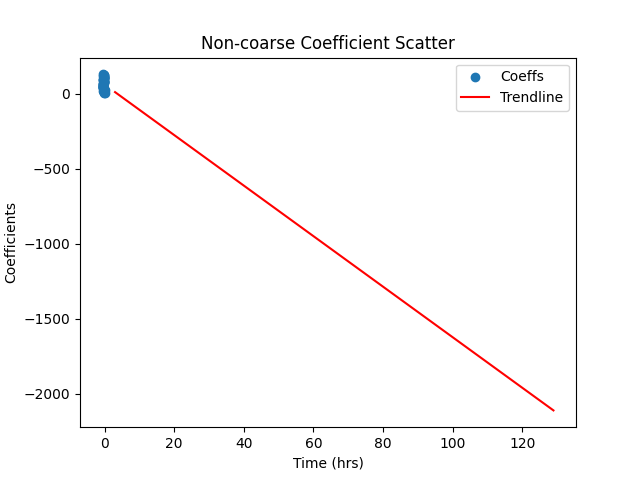 Non-coarse Coefficient Scatter
Coeffs
Trendline
0
−500
−1000
−1500
−2000
Coefficients
0 20 40 60 80 100 120
Time (hrs)